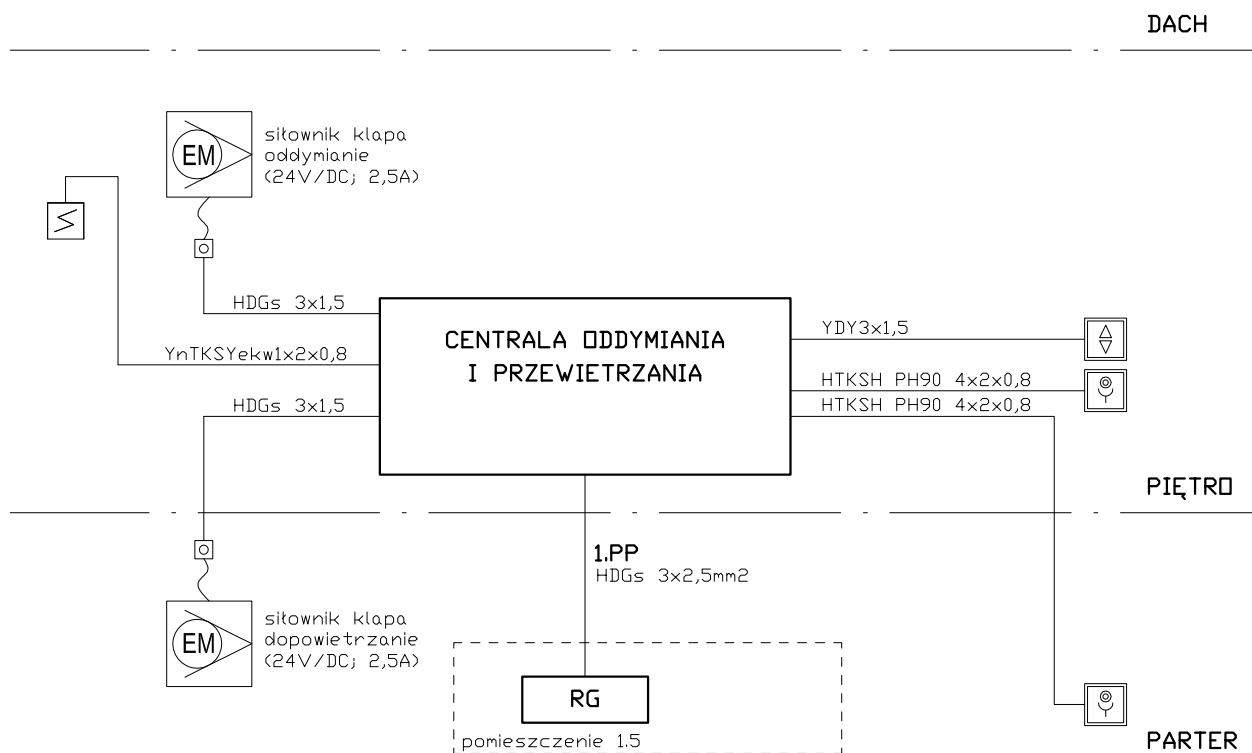 DACH
siłownik klapa
oddymianie
(24V/DC; 2,5A)
EM
HDGs 3x1,5
YnTKSYekw1x2x0,8
HDGs 3x1,5
CENTRALA ODDYMIANIA
I PRZEWIETRZANIA
YDY3x1,5
HTKSH PH90 4x2x0,8
HTKSH PH90 4x2x0,8
PIĘTRO
1.PP
HDGs 3x2,5mm2
EM
siłownik klapa
dopowietrzanie
(24V/DC; 2,5A)
RG
pomieszczenie 1.5
PARTER